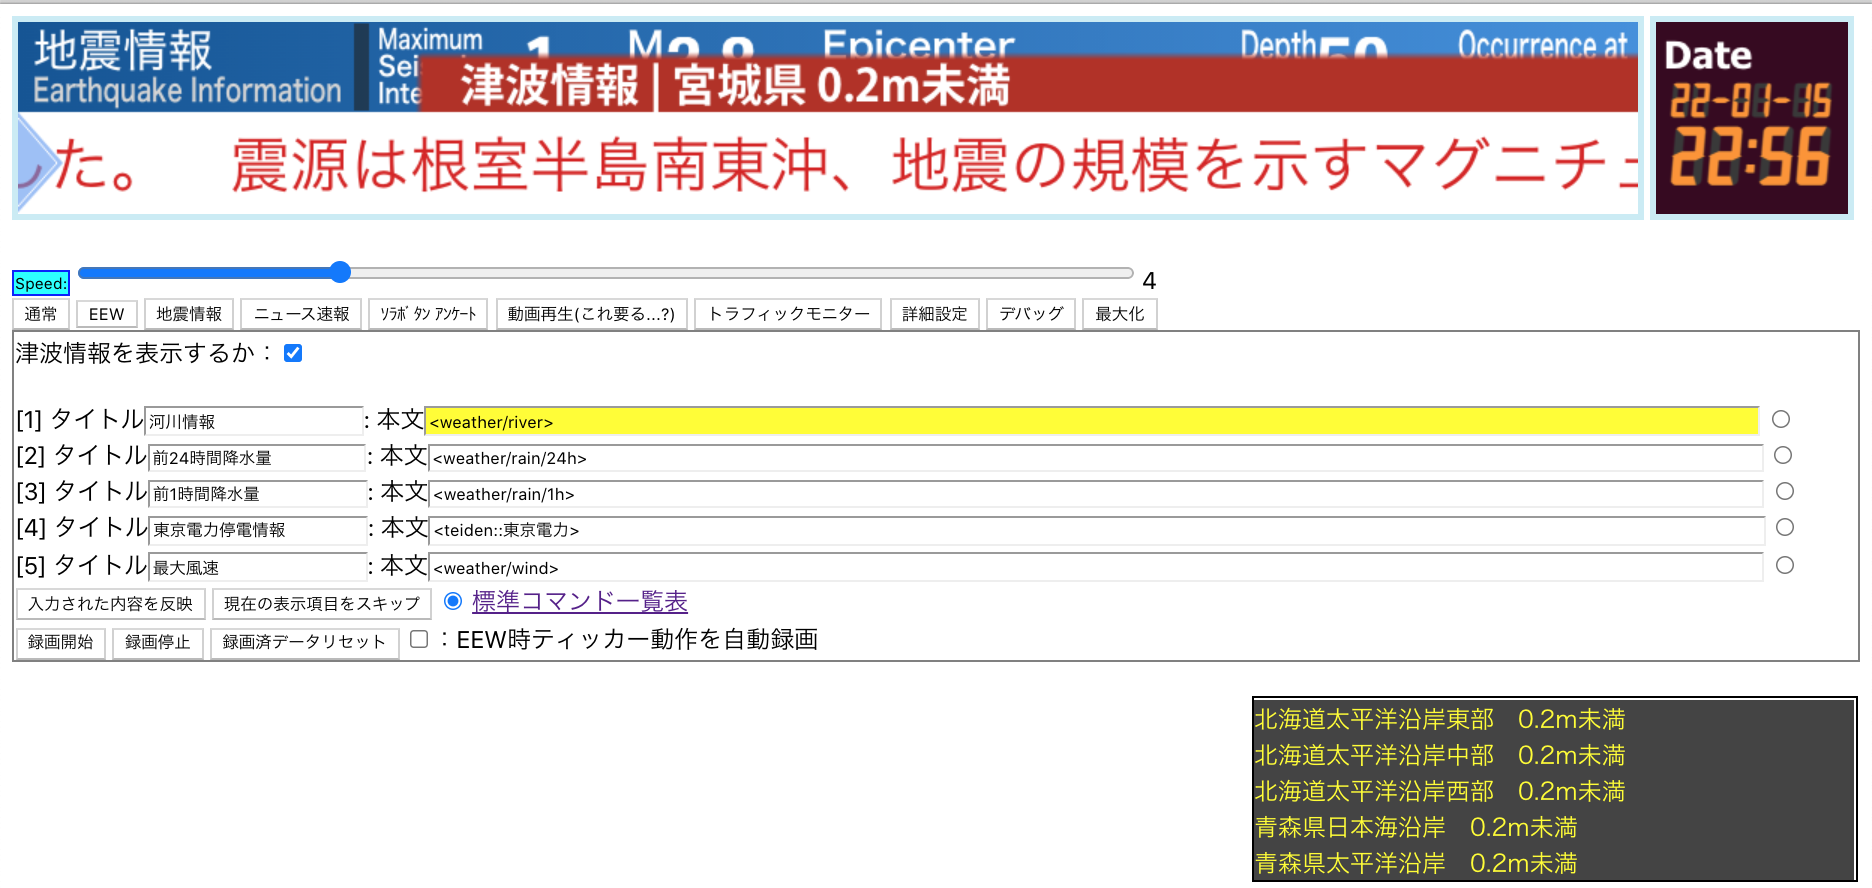 地震情報
Earthquake Information
Maximum
Epicenter
Depth
Occurrence at
津波情報 | 宮城県 0.2m未満
した。 震源は根室半島南東沖、地震の規模を示すマグニチュ
Date
22-01-15
22:56
Speed: 4
通常 EEW 地震情報 ニュース速報 ソラボタンアンケート 動画再生(これ要る...?) トラフィックモニター 詳細設定 デバッグ 最大化
津波情報を表示するか：
[1] タイトル 河川情報 : 本文 <weather/river>
[2] タイトル 前24時間降水量 : 本文 <weather/rain/24h>
[3] タイトル 前1時間降水量 : 本文 <weather/rain/1h>
[4] タイトル 東京電力停電情報 : 本文 <teiden::東京電力>
[5] タイトル 最大風速 : 本文 <weather/wind>
入力された内容を反映 現在の表示項目をスキップ 標準コマンド一覧表
録画開始 録画停止 録画済データリセット ：EEW時ティッカー動作を自動録画
北海道太平洋沿岸東部 0.2m未満
北海道太平洋沿岸中部 0.2m未満
北海道太平洋沿岸西部 0.2m未満
青森県日本海沿岸 0.2m未満
青森県太平洋沿岸 0.2m未満